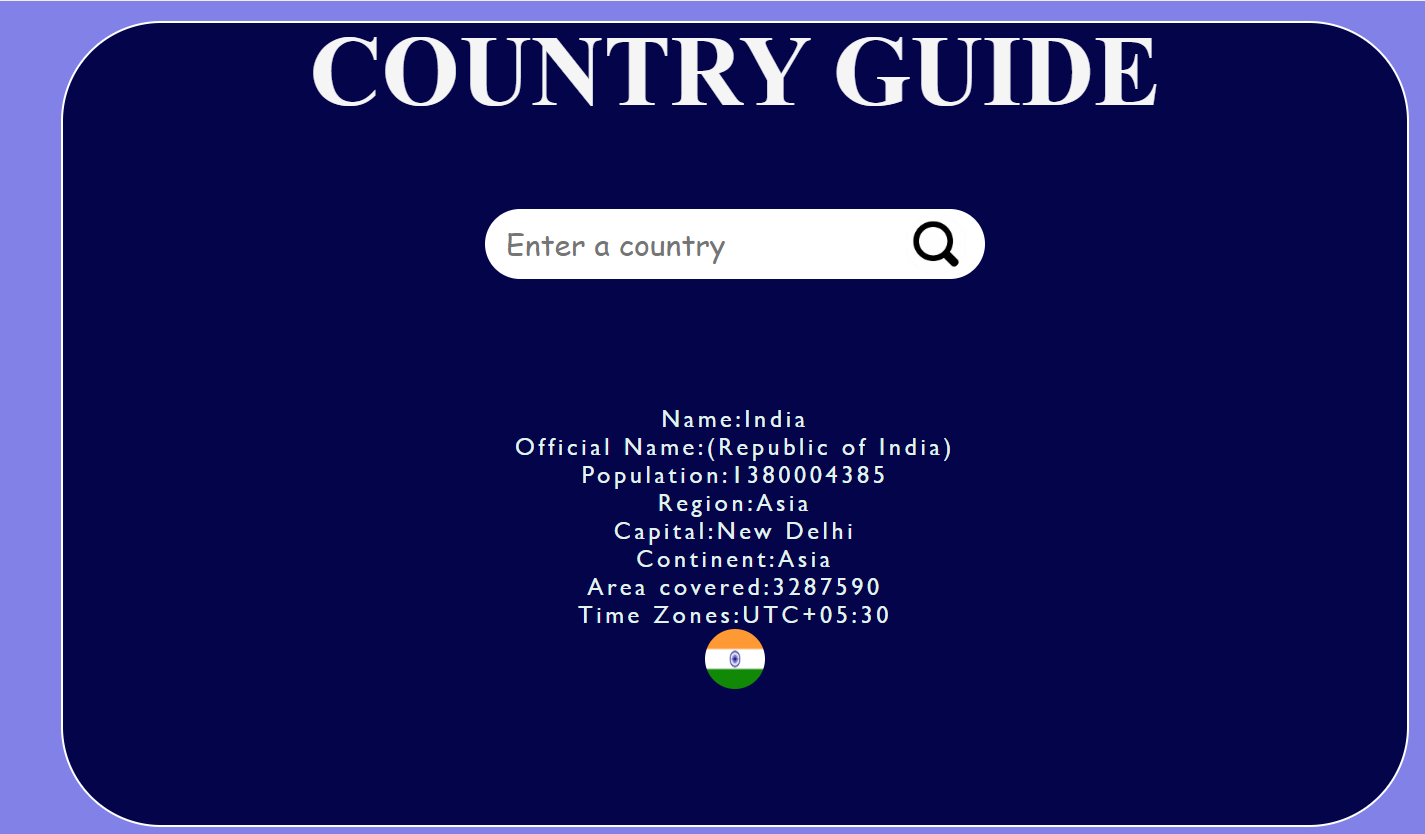 COUNTRY GUIDE
Enter a country
Name:India
Official Name:(Republic of India)
Population:1380004385
Region:Asia
Capital:New Delhi
Continent:Asia
Area covered:3287590
Time Zones:UTC+05:30